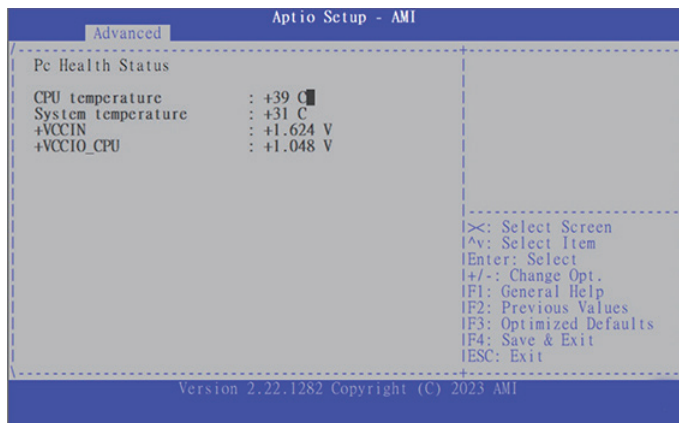 Aptio Setup - AMI
Advanced
Pc Health Status
CPU temperature : +39 C
System temperature : +31 C
+VCCIN : +1.624 V
+VCCIO_CPU : +1.048 V
><: Select Screen
^v: Select Item
Enter: Select
+/-: Change Opt.
F1: General Help
F2: Previous Values
F3: Optimized Defaults
F4: Save & Exit
ESC: Exit
Version 2.22.1282 Copyright (C) 2023 AMI